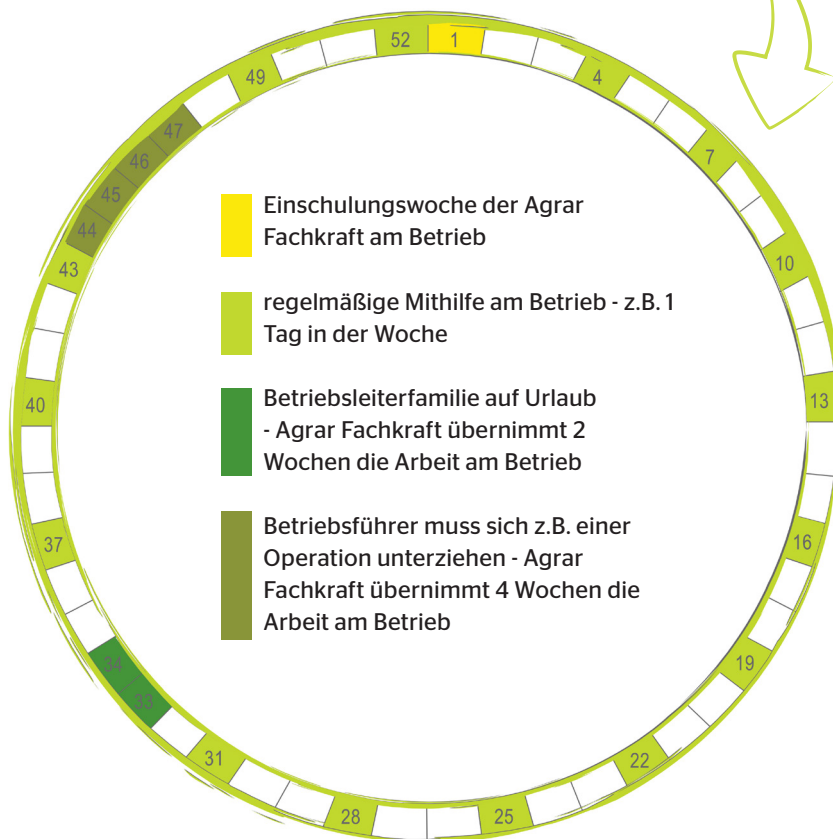 52
1
4
7
10
13
16
19
22
25
28
31
33
34
37
40
43
44
45
46
47
49
Einschulungswoche der Agrar
Fachkraft am Betrieb
regelmäßige Mithilfe am Betrieb - z.B. 1
Tag in der Woche
Betriebsleiterfamilie auf Urlaub
- Agrar Fachkraft übernimmt 2
Wochen die Arbeit am Betrieb
Betriebsführer muss sich z.B. einer
Operation unterziehen - Agrar
Fachkraft übernimmt 4 Wochen die
Arbeit am Betrieb